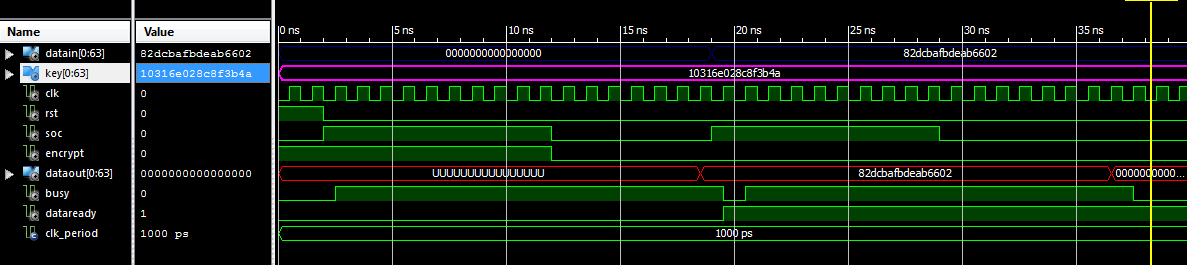 Name Value 0 ns 5 ns 10 ns 15 ns 20 ns 25 ns 30 ns 35 ns
datain[0:63] 82dcbafbdeab6602 0000000000000000 82dcbafbdeab6602
key[0:63] 10316e028c8f3b4a 10316e028c8f3b4a
clk 0
rst 0
soc 0
encrypt 0
dataout[0:63] 0000000000000000 UUUUUUUUUUUUUUUU 82dcbafbdeab6602 0000000000...
busy 0
dataready 1
clk_period 1000 ps 1000 ps